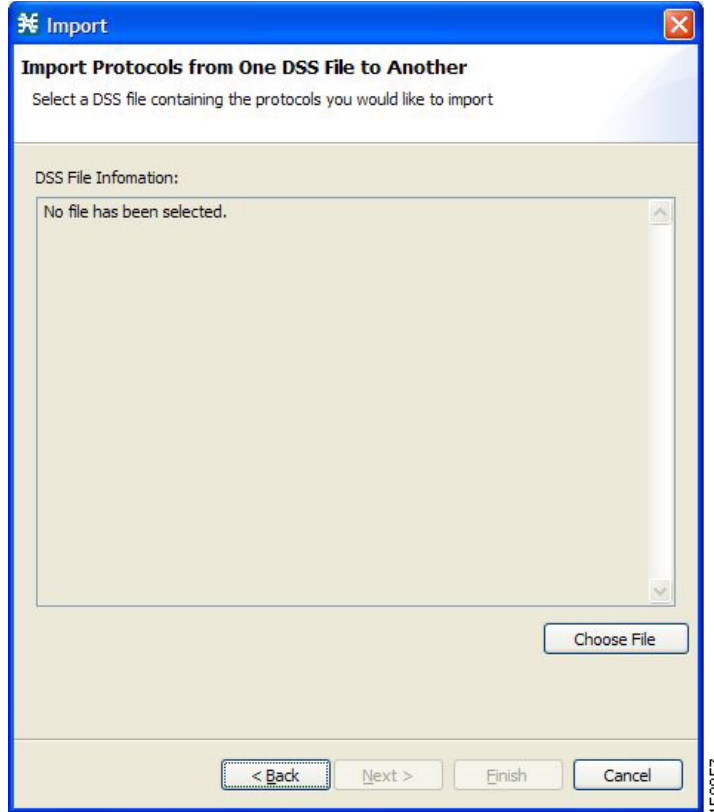 Import
Import Protocols from One DSS File to Another
Select a DSS file containing the protocols you would like to import
DSS File Infomation:
No file has been selected.
Choose File
< Back
Next >
Finish
Cancel